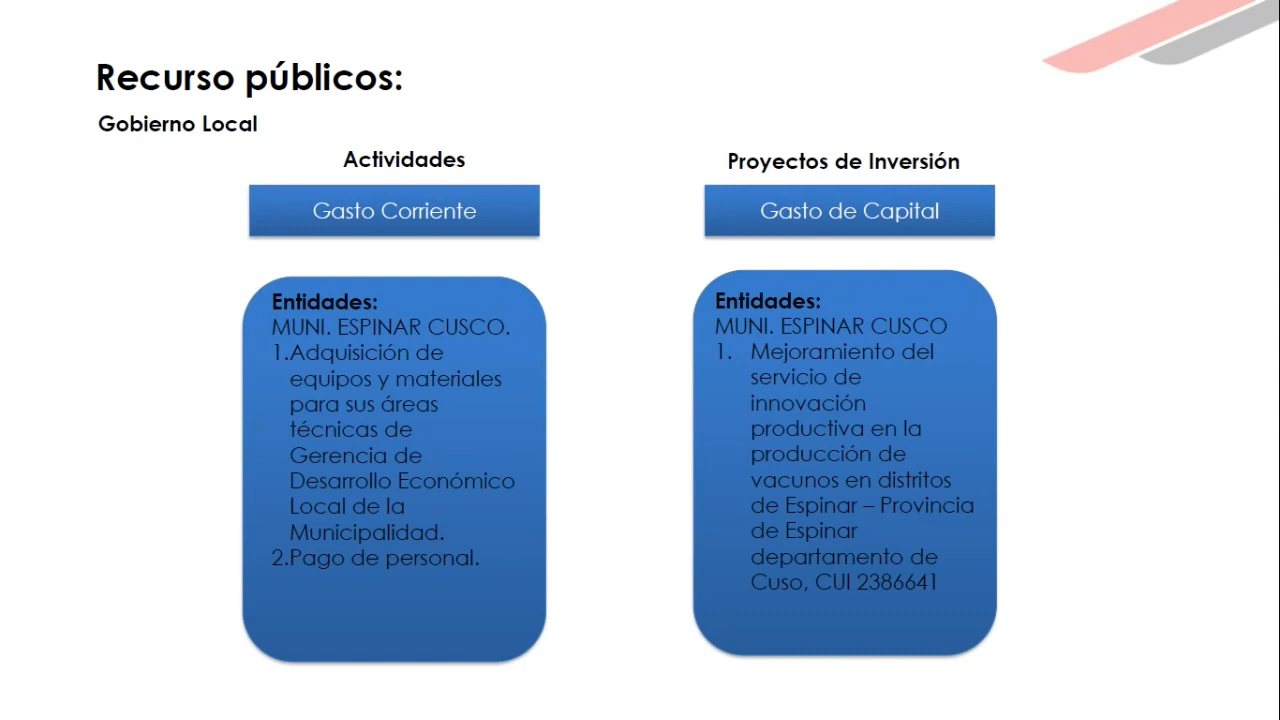 Recurso públicos:
Gobierno Local
Actividades
Gasto Corriente
Entidades:
MUNI. ESPINAR CUSCO.
1.Adquisición de
equipos y materiales
para sus áreas
técnicas de
Gerencia de
Desarrollo Económico
Local de la
Municipalidad.
2.Pago de personal.
Proyectos de Inversión
Gasto de Capital
Entidades:
MUNI. ESPINAR CUSCO
1. Mejoramiento del
servicio de
innovación
productiva en la
producción de
vacunos en distritos
de Espinar – Provincia
de Espinar
departamento de
Cuso, CUI 2386641